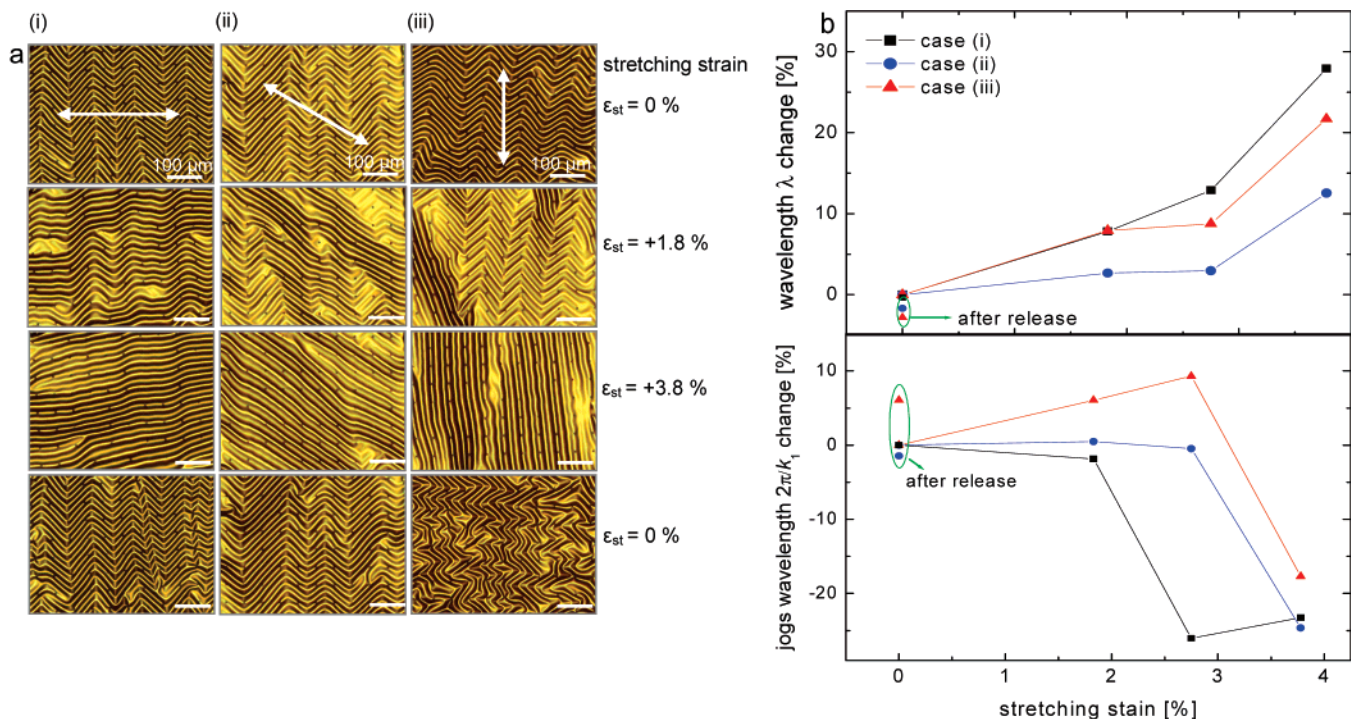 (i) (ii) (iii)
a
stretching strain
εst = 0 %
100 µm 100 µm 100 µm
εst = +1.8 %
εst = +3.8 %
εst = 0 %
b
case (i)
case (ii)
case (iii)
30
20
10
0
wavelength λ change [%]
after release
10
0
-10
-20
jogs wavelength 2π/k1 change [%]
after release
0 1 2 3 4
stretching stain [%]